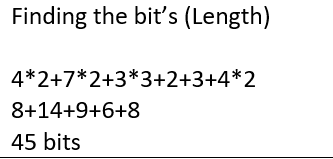 Finding the bit's (Length)
4*2+7*2+3*3+2+3+4*2
8+14+9+6+8
45 bits